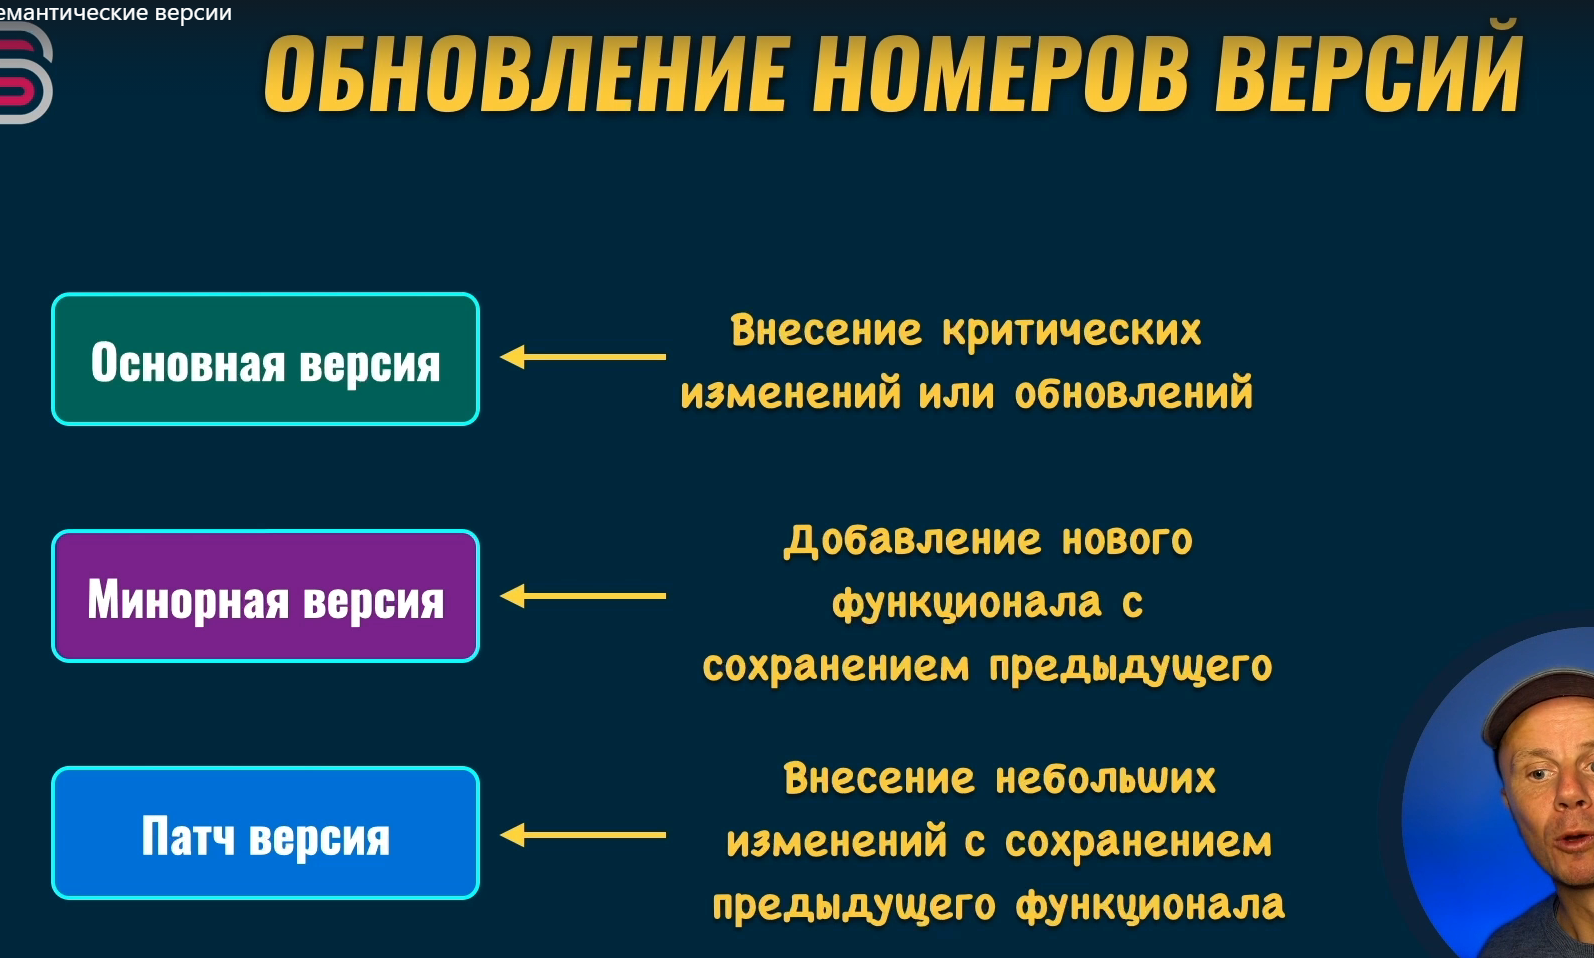 емантические версии
ОБНОВЛЕНИЕ НОМЕРОВ ВЕРСИЙ
Основная версия
Внесение критических
изменений или обновлений
Минорная версия
Добавление нового
функционала с
сохранением предыдущего
Патч версия
Внесение небольших
изменений с сохранением
предыдущего функционала